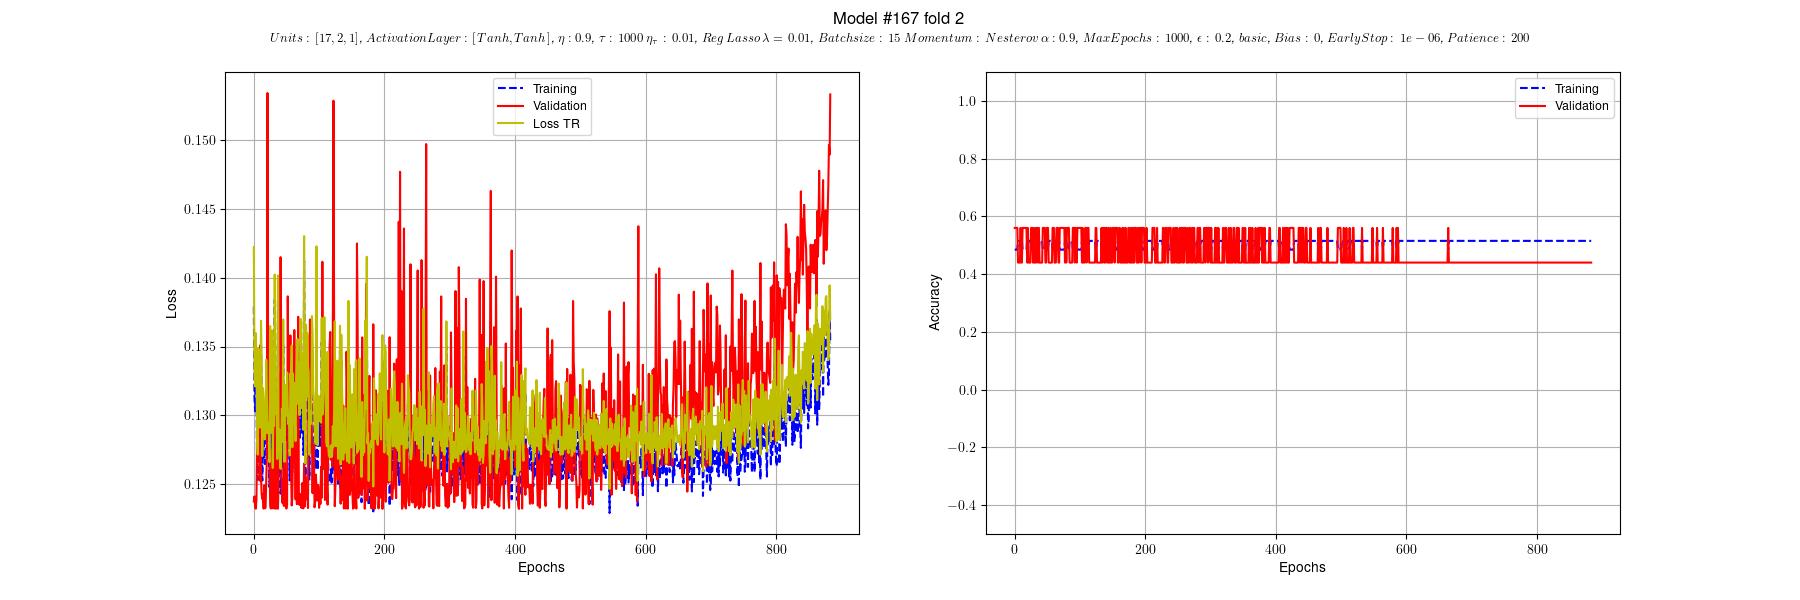 Model #167 fold 2
Units : [17, 2, 1], ActivationLayer : [Tanh, Tanh], η : 0.9, τ : 1000 ητ : 0.01, Reg Lasso λ = 0.01, Batchsize : 15 Momentum : Nesterov α : 0.9, MaxEpochs : 1000, ϵ : 0.2, basic, Bias : 0, EarlyStop : 1e − 06, Patience : 200
Training
Validation
Loss TR
0.150
0.145
0.140
0.135
0.130
0.125
Loss
0 200 400 600 800
Epochs
Training
Validation
1.0
0.8
0.6
0.4
0.2
0.0
−0.2
−0.4
Accuracy
0 200 400 600 800
Epochs